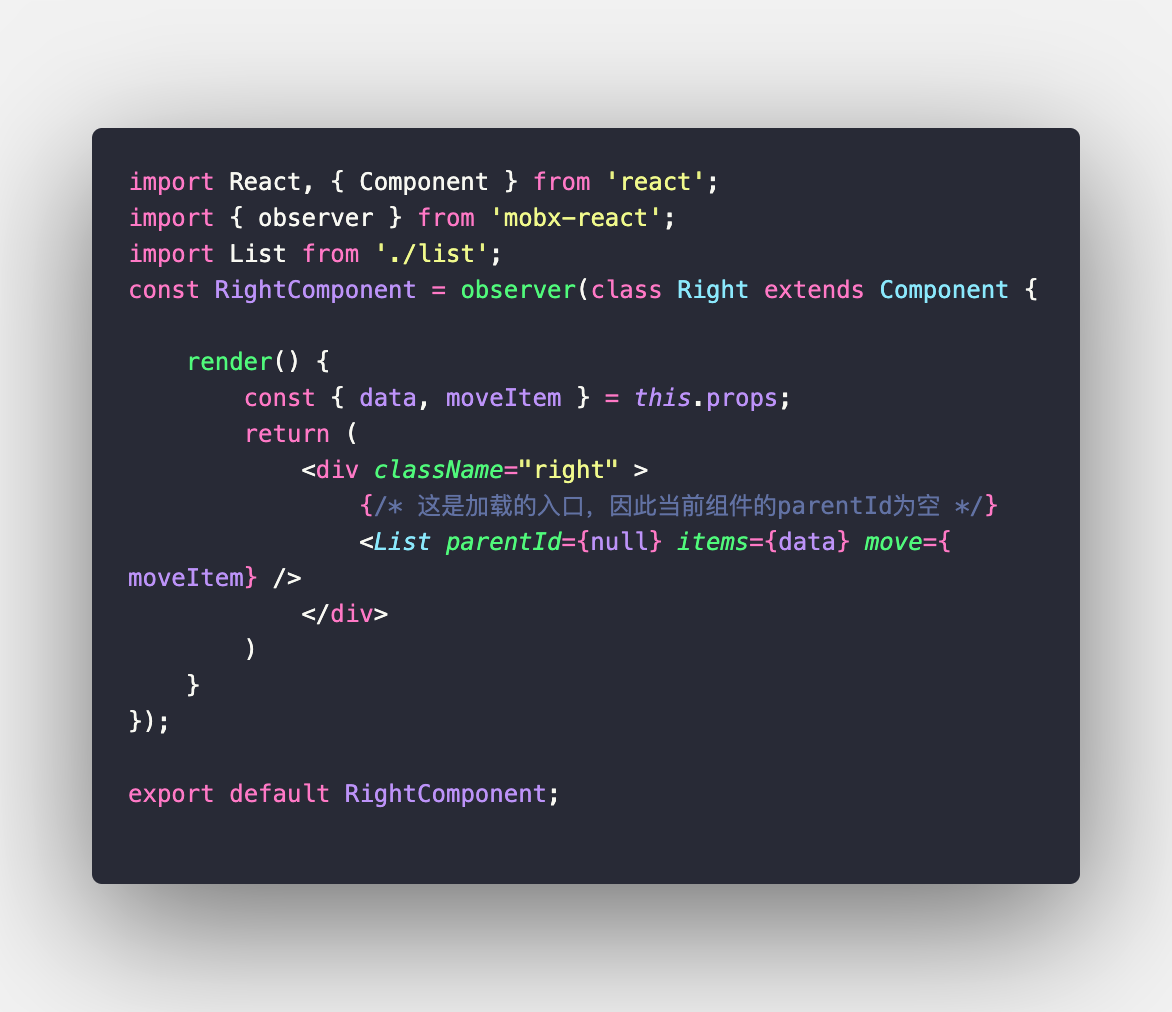 import React, { Component } from 'react';
import { observer } from 'mobx-react';
import List from './list';
const RightComponent = observer(class Right extends Component {
    render() {
        const { data, moveItem } = this.props;
        return (
            <div className="right" >
                {/* 这是加载的入口，因此当前组件的parentId为空 */}
                <List parentId={null} items={data} move={
moveItem} />
            </div>
        )
    }
});
export default RightComponent;